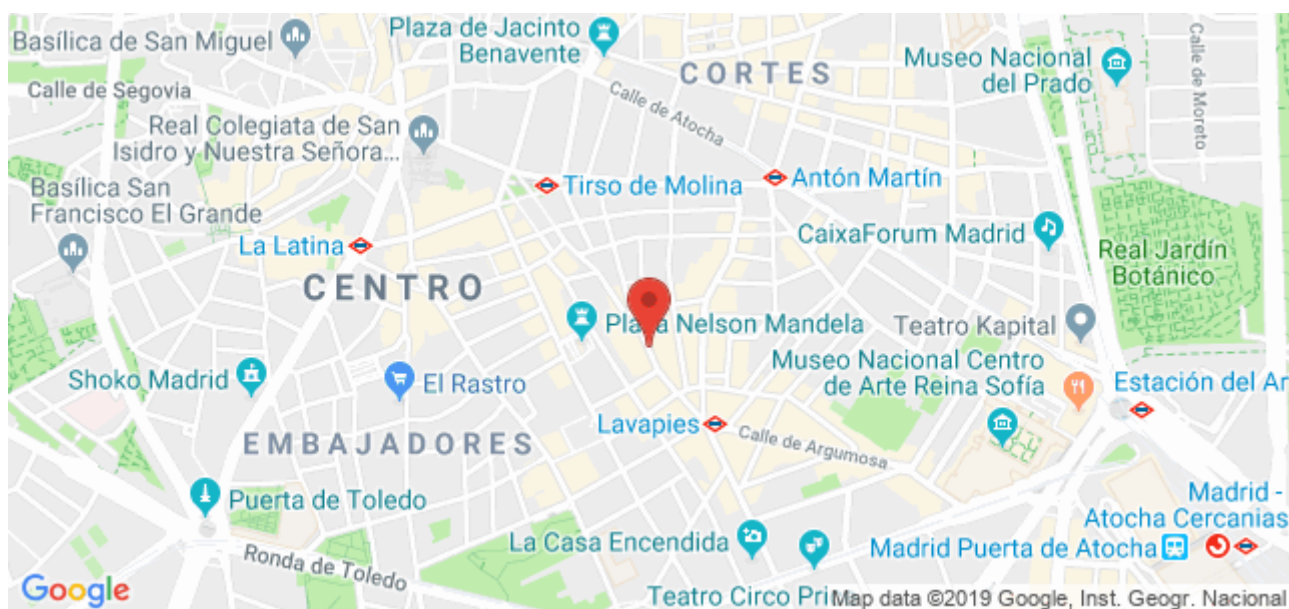 Basílica de San Miguel
Plaza de Jacinto
Benavente
CORTES
Museo Nacional
del Prado
Calle de Moreto
Calle de Segovia
Calle de Atocha
Real Colegiata de San
Isidro y Nuestra Señora...
Tirso de Molina
Antón Martín
Basílica San
Francisco El Grande
La Latina
CaixaForum Madrid
Real Jardín
Botánico
CENTRO
Plaza Nelson Mandela
Teatro Kapital
Museo Nacional Centro
de Arte Reina Sofía
Shoko Madrid
El Rastro
Estación del Ar
Lavapies
Calle de Argumosa
EMBAJADORES
Puerta de Toledo
Madrid -
Atocha Cercanias
La Casa Encendida
Madrid Puerta de Atocha
Ronda de Toledo
Google
Teatro Circo Pri
Map data ©2019 Google, Inst. Geogr. Nacional